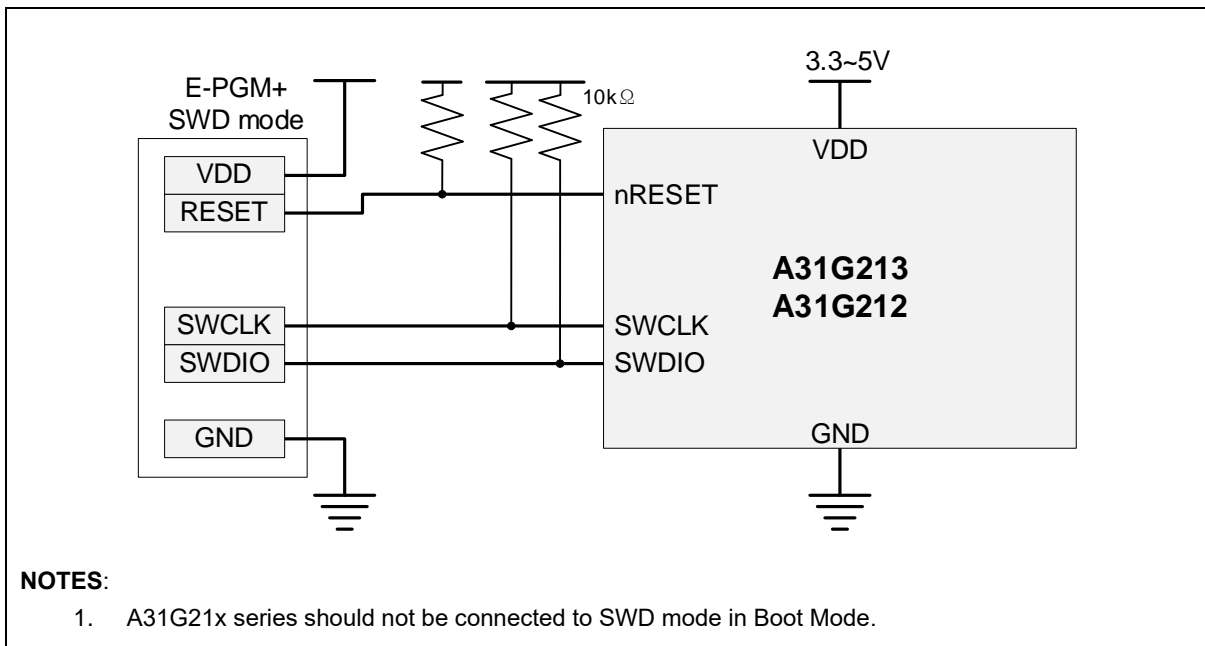 E-PGM+
SWD mode
3.3~5V
10kΩ
VDD
RESET
SWCLK
SWDIO
GND
VDD
nRESET
A31G213
A31G212
SWCLK
SWDIO
GND
NOTES:
1. A31G21x series should not be connected to SWD mode in Boot Mode.